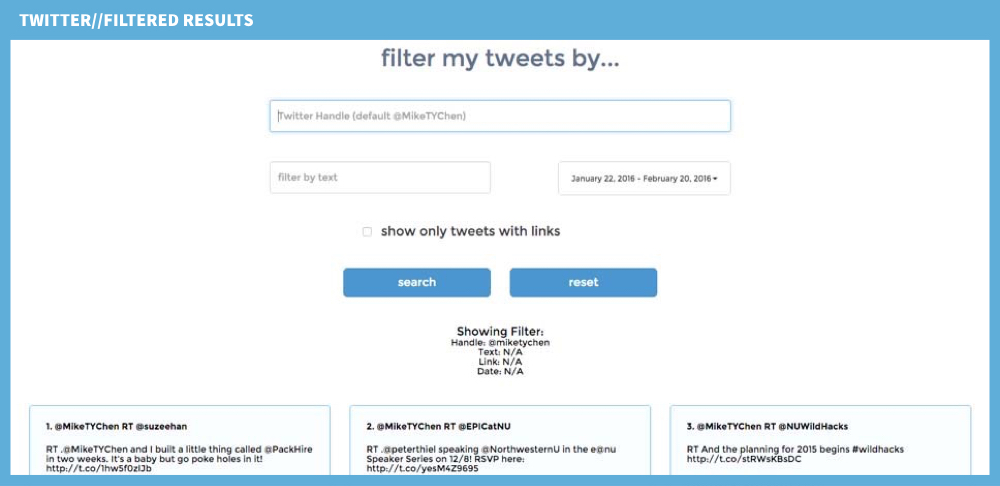 TWITTER//FILTERED RESULTS
filter my tweets by...
Twitter Handle (default @MikeTYChen)
filter by text
January 22, 2016 - February 20, 2016
show only tweets with links
search
reset
Showing Filter:
Handle: @miketychen
Text: N/A
Link: N/A
Date: N/A
1. @MikeTYChen RT @suzeehan
RT .@MikeTYChen and I built a little thing called @PackHire
in two weeks. It's a baby but go poke holes in it!
2. @MikeTYChen RT @EPICatNU
RT .@peterthiel speaking @NorthwesternU in the e@nu
Speaker Series on 12/8! RSVP here:
http://t.co/yesM4Z9695
3. @MikeTYChen RT @NUWildHacks
RT And the planning for 2015 begins #wildhacks
http://t.co/stRWsKBsDC